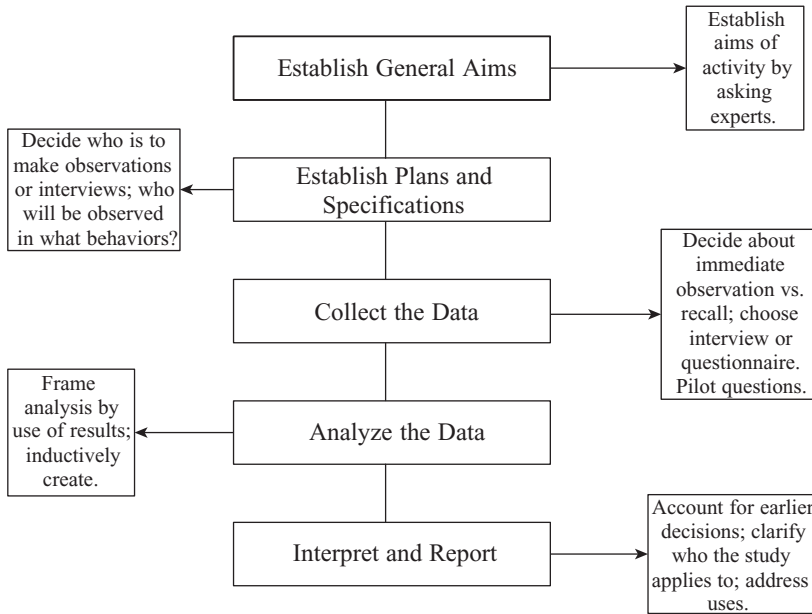 Establish General Aims
Establish
aims of
activity by
asking
experts.
Decide who is to
make observations
or interviews; who
will be observed
in what behaviors?
Establish Plans and
Specifications
Collect the Data
Decide about
immediate
observation vs.
recall; choose
interview or
questionnaire.
Pilot questions.
Frame
analysis by
use of results;
inductively
create.
Analyze the Data
Interpret and Report
Account for earlier
decisions; clarify
who the study
applies to; address
uses.